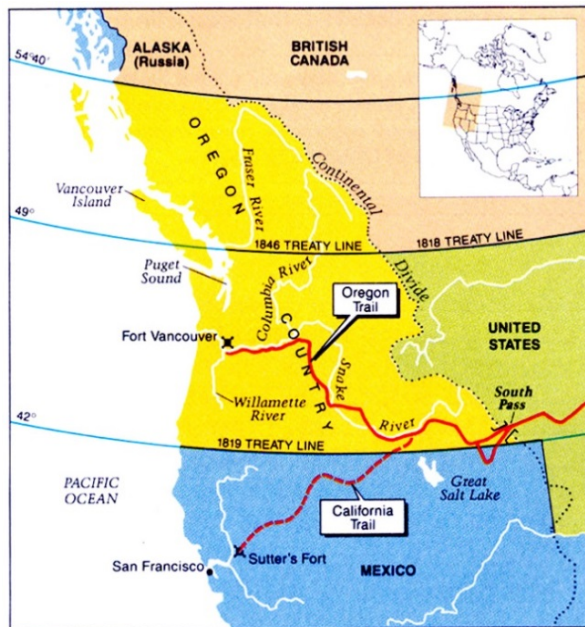 ALASKA
(Russia)
BRITISH
CANADA
54°40'
OREGON
Fraser River
Continental
Vancouver
Island
49°
1846 TREATY LINE
1818 TREATY LINE
Puget
Sound
Columbia River
Divide
Oregon
Trail
Fort Vancouver
COUNTRY
UNITED
STATES
Snake
River
South
Pass
Willamette
River
42°
1819 TREATY LINE
PACIFIC
OCEAN
Great
Salt Lake
California
Trail
San Francisco
Sutter's Fort
MEXICO